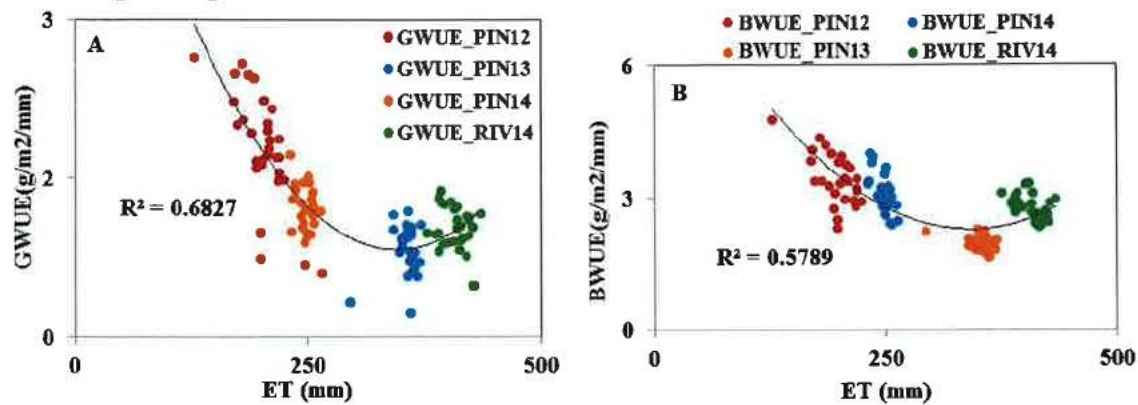 3
A
GWUE_PIN12
GWUE_PIN13
GWUE_PIN14
GWUE_RIV14
2
R² = 0.6827
0
0
250
500
GWUE(g/m2/mm)
ET (mm)
BWUE_PIN12
BWUE_PIN14
BWUE_PIN13
BWUE_RIV14
6
B
3
R² = 0.5789
0
0
250
500
BWUE(g/m2/mm)
ET (mm)